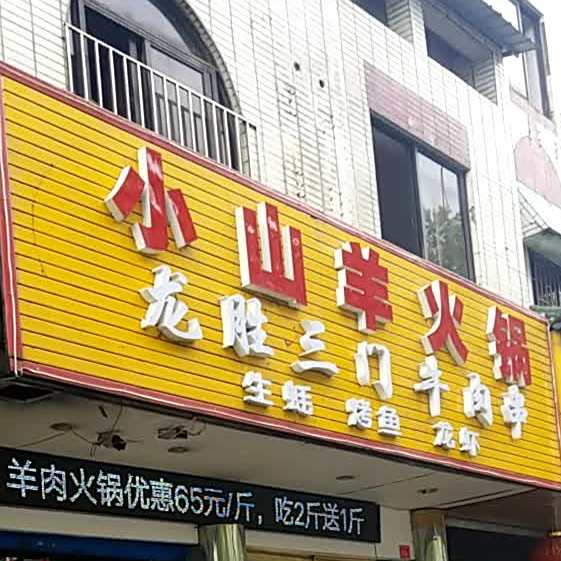 小山羊火锅
龙胜三门牛肉串
生蚝 烤鱼 龙虾
羊肉火锅优惠65元/斤，吃2斤送1斤